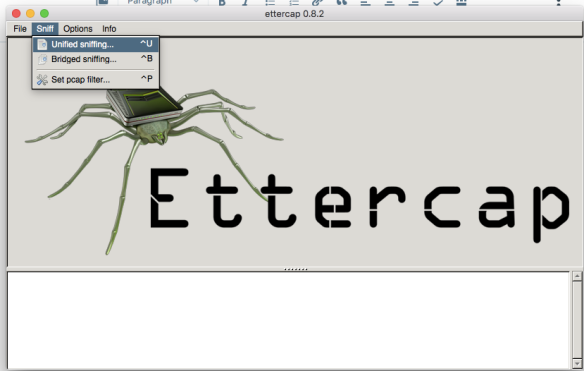 Paragraph B I
ettercap 0.8.2
File Sniff Options Info
Unified sniffing... ^U
Bridged sniffing... ^B
Set pcap filter... ^P
Ettercap